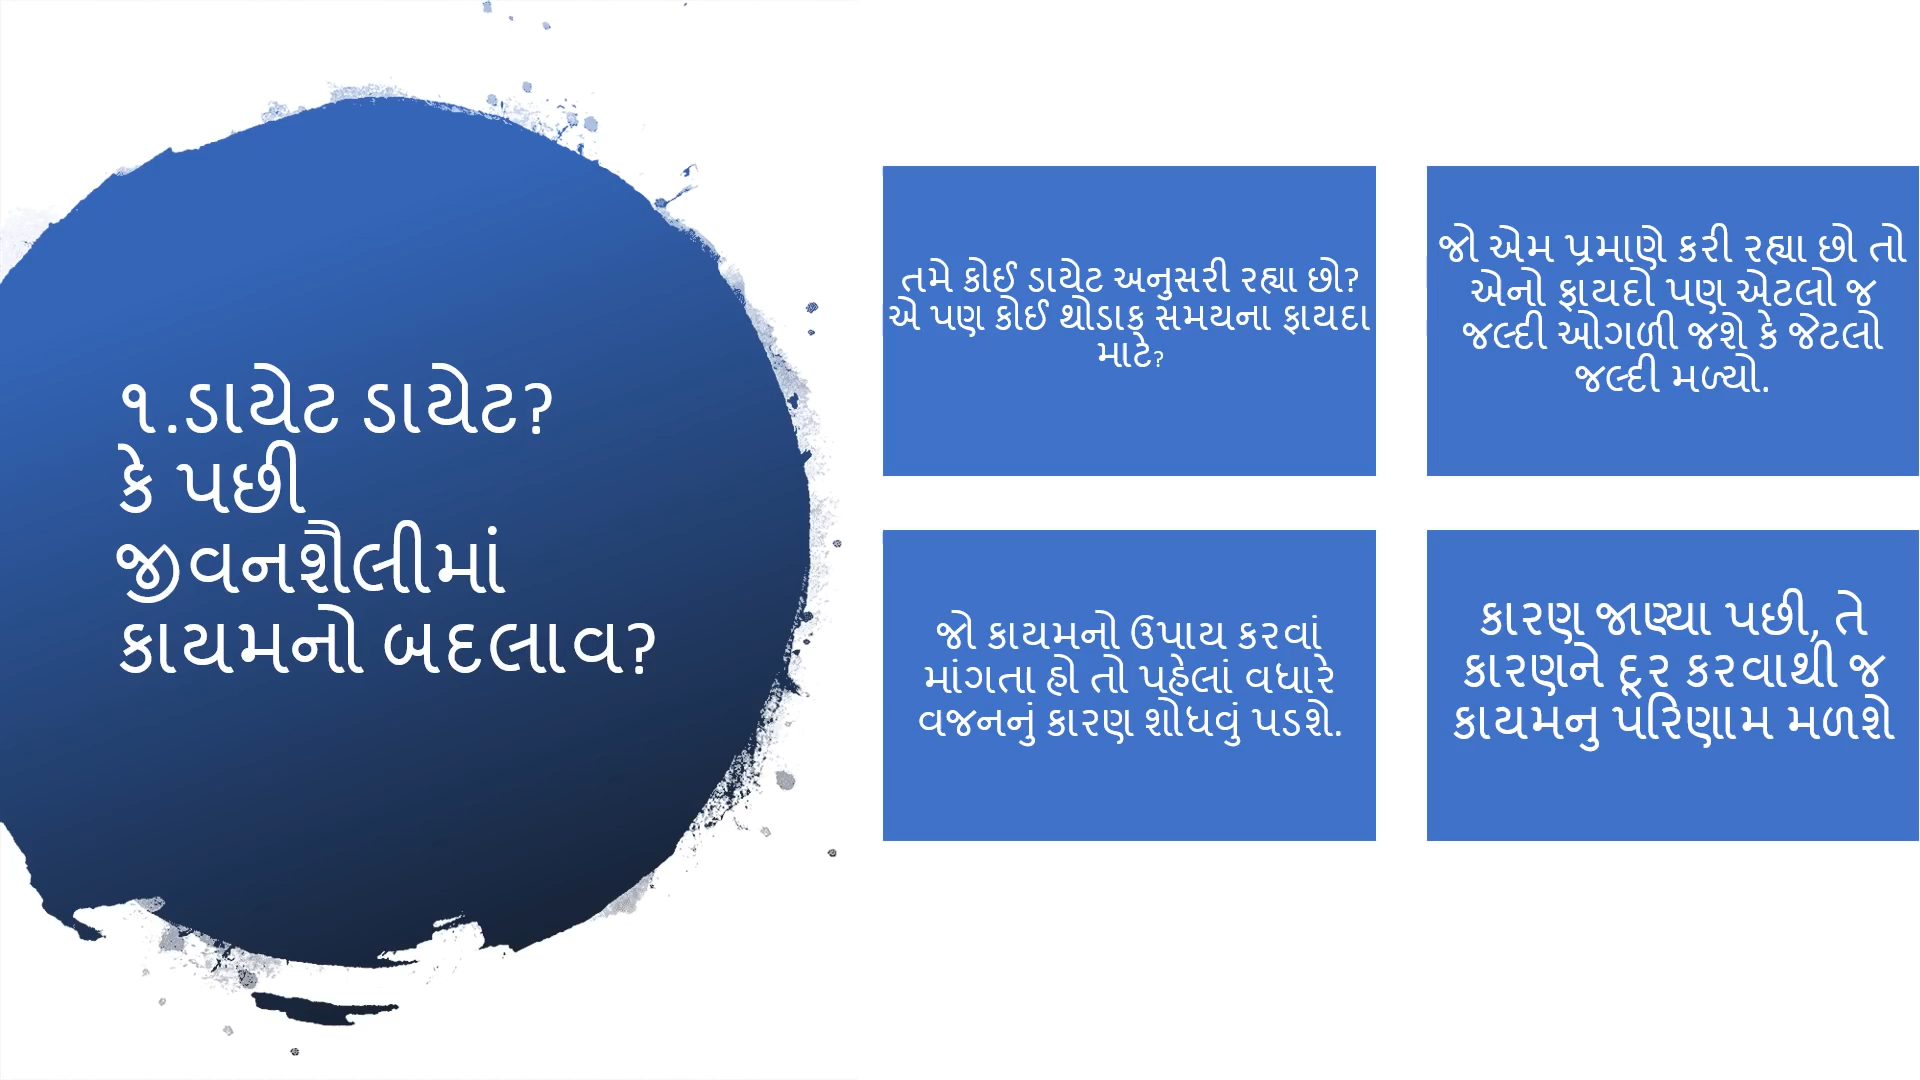 ૧.ડાયેટ ડાયેટ?
કે પછી
જીવનશૈલીમાં
કાયમનો બદલાવ?
તમે કોઈ ડાયેટ અનુસરી રહ્યા છો?
એ પણ કોઈ થોડાક સમયના ફાયદા
માટે?
જો એમ પ્રમાણે કરી રહ્યા છો તો
એનો ફાયદો પણ એટલો જ
જલ્દી ઓગળી જશે કે જેટલો
જલ્દી મળ્યો.
જો કાયમનો ઉપાય કરવાં
માંગતા હો તો પહેલાં વધારે
વજનનું કારણ શોધવું પડશે.
કારણ જાણ્યા પછી, તે
કારણને દૂર કરવાથી જ
કાયમનુ પરિણામ મળશે